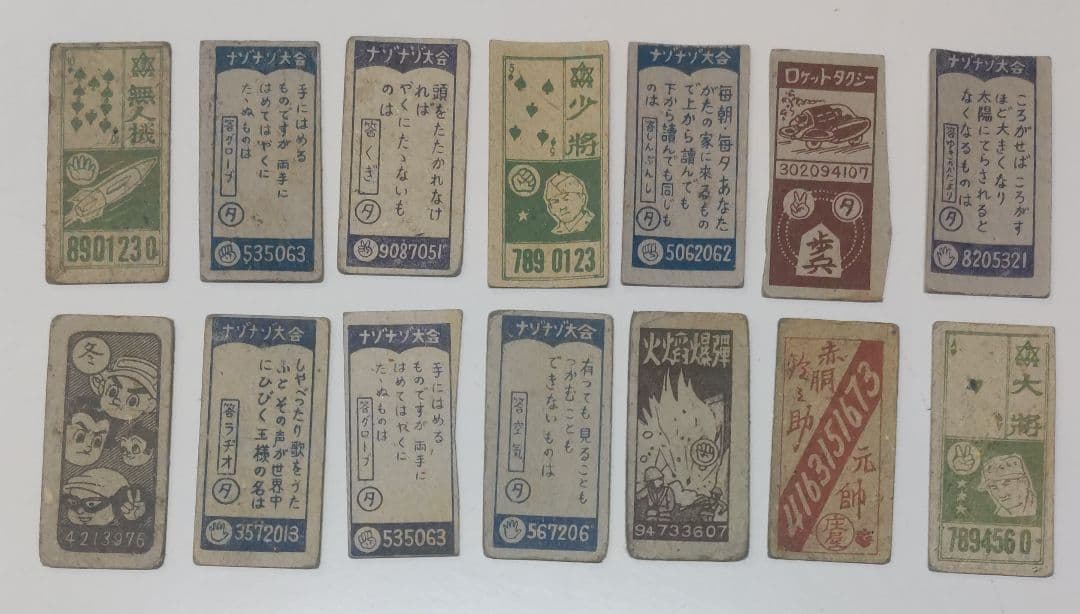 無人機
8901230
ナゾナゾ大会
手にはめる
ものですが 両手に
はめてはやくに
たゝぬものは
答 グローブ
タ
535063
ナゾナゾ大会
頭をたたかれなけ
れば
やくにたゝないも
のは
答 くぎ
タ
9087051
5
少将
5
7890123
ナゾナゾ大会
毎朝・毎夕あなた
がたの家に来るもの
で上から讀んでも
下から讀んでも同じも
のは
答 しんぶんし
タ
5062062
ロケットタクシー
302094107
タ
歩兵
ナゾナゾ大会
ころがせばころがす
ほど大きくなり
太陽にてらされると
なくなるものは
タ
8205321
冬
4213976
ナゾナゾ大会
しゃべったり歌をうた
ふとその声が世界中
にひびく王様の名は
答 ラヂオ
タ
3572013
ナゾナゾ大会
手にはめる
ものですが 両手に
はめてはやくに
たゝぬものは
答 グローブ
タ
535063
ナゾナゾ大会
有っても見ることも
つかむことも
できないものは
答 空気
タ
567206
火焰爆彈
94733607
赤胴
鈴之助
4163151673
元帥
庄屋
大将
7894560